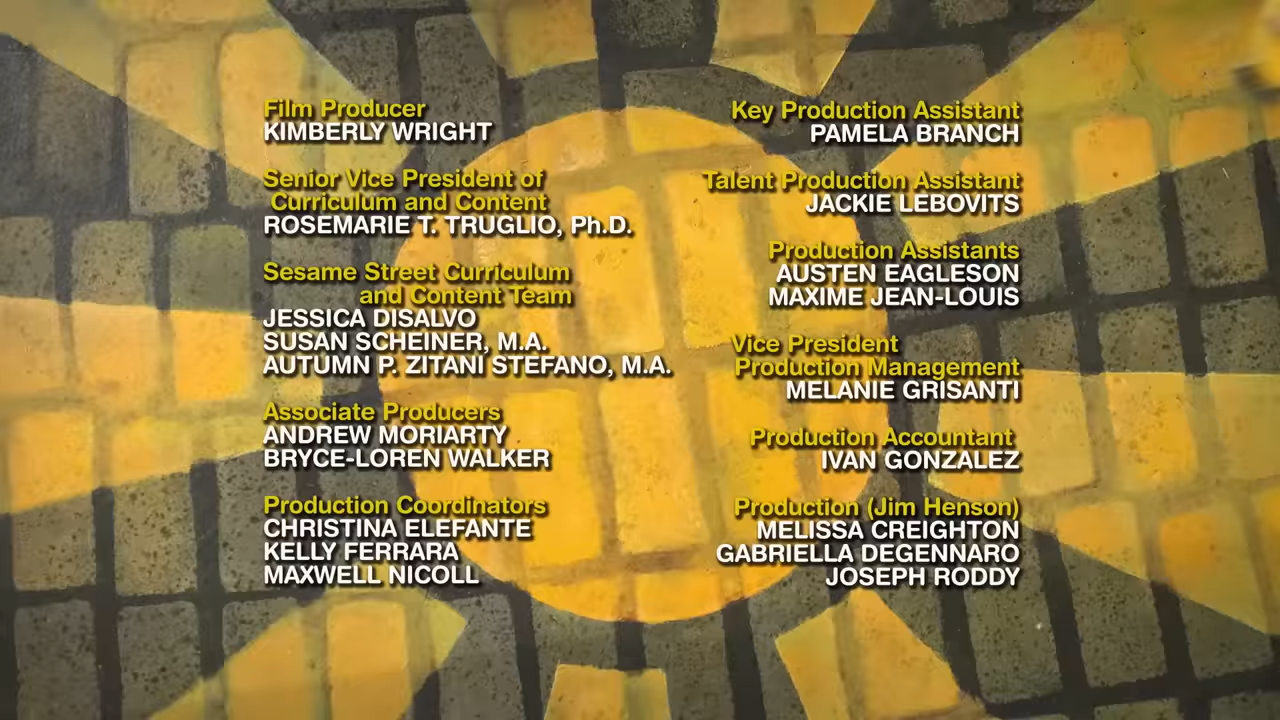 Film Producer
KIMBERLY WRIGHT
Senior Vice President of
Curriculum and Content
ROSEMARIE T. TRUGLIO, Ph.D.
Sesame Street Curriculum
and Content Team
JESSICA DISALVO
SUSAN SCHEINER, M.A.
AUTUMN P. ZITANI STEFANO, M.A.
Associate Producers
ANDREW MORIARTY
BRYCE-LOREN WALKER
Production Coordinators
CHRISTINA ELEFANTE
KELLY FERRARA
MAXWELL NICOLL
Key Production Assistant
PAMELA BRANCH
Talent Production Assistant
JACKIE LEBOVITS
Production Assistants
AUSTEN EAGLESON
MAXIME JEAN-LOUIS
Vice President
Production Management
MELANIE GRISANTI
Production Accountant
IVAN GONZALEZ
Production (Jim Henson)
MELISSA CREIGHTON
GABRIELLA DEGENNARO
JOSEPH RODDY